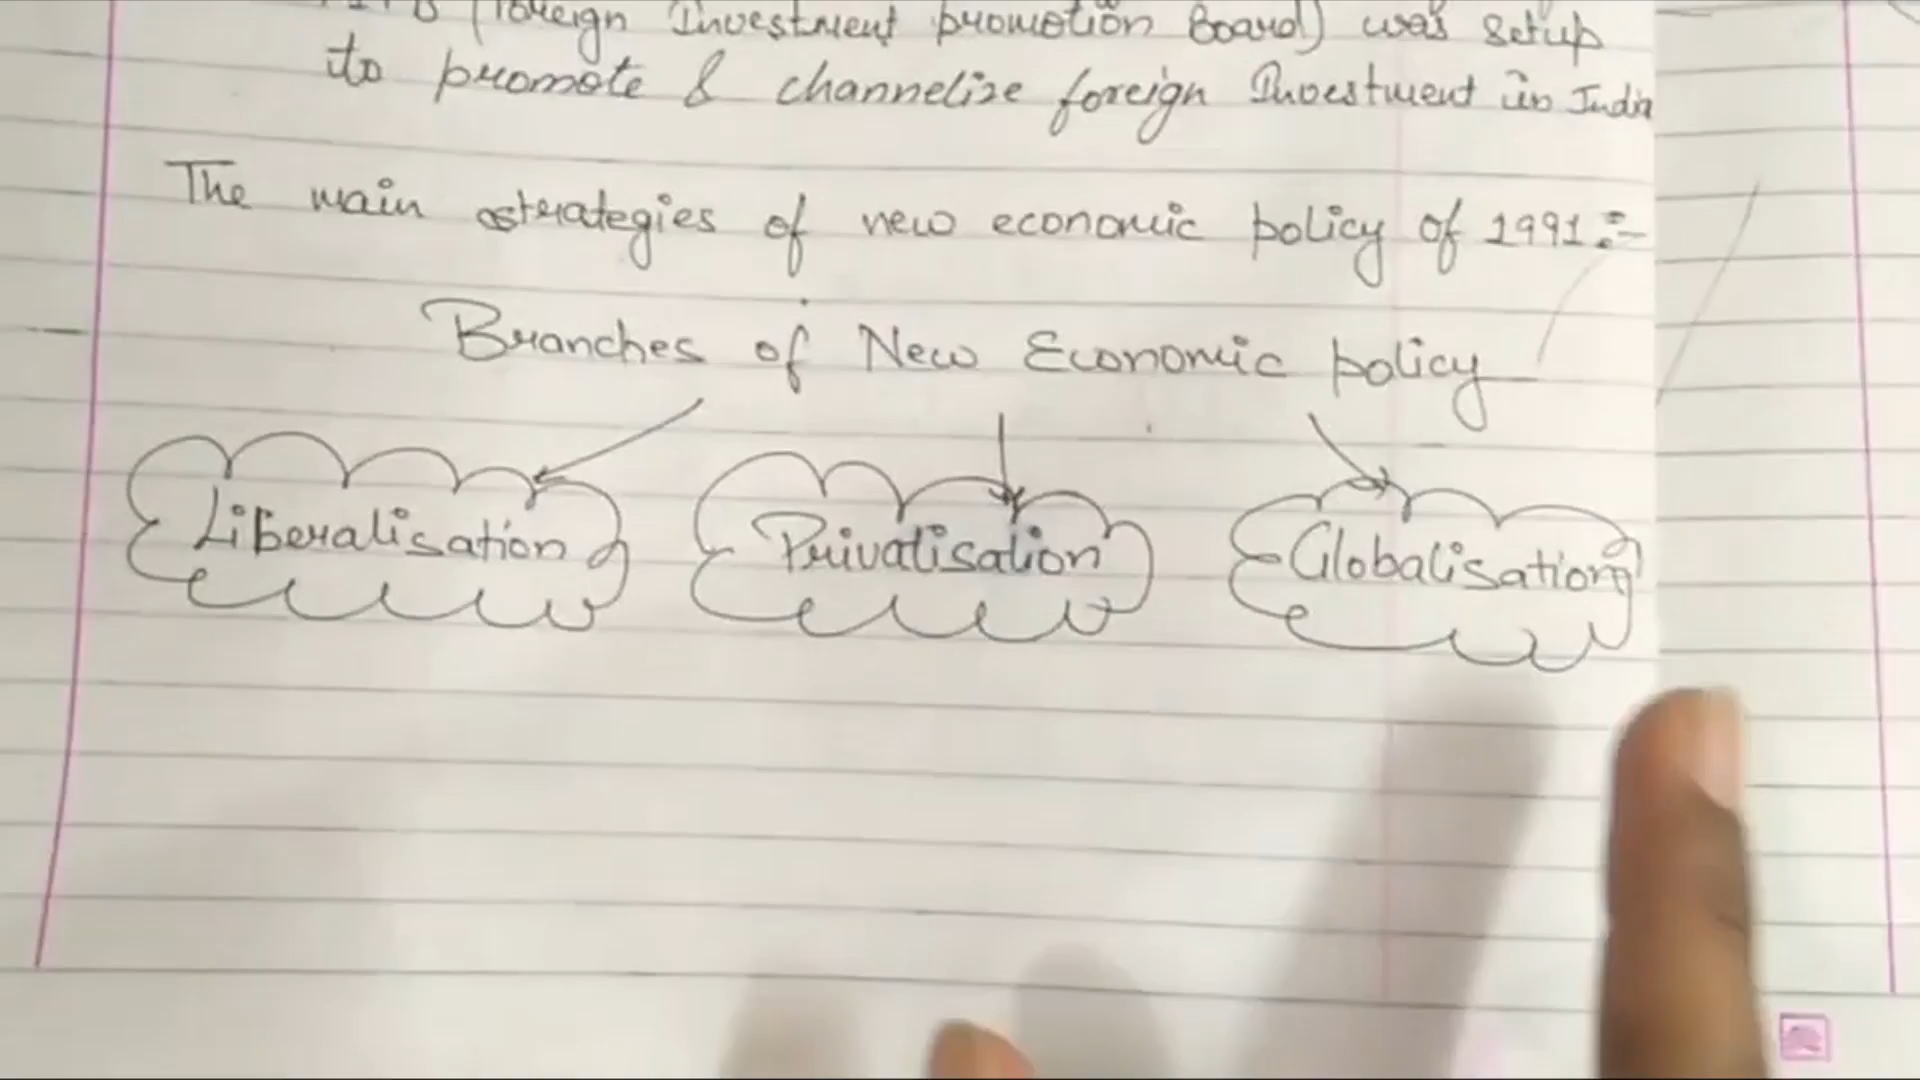 (Foreign Investment promotion Board) was setup
to promote & channelize foreign Investment in India
The main strategies of new economic policy of 1991:-
Branches of New Economic policy
Liberalisation Privatisation Globalisation